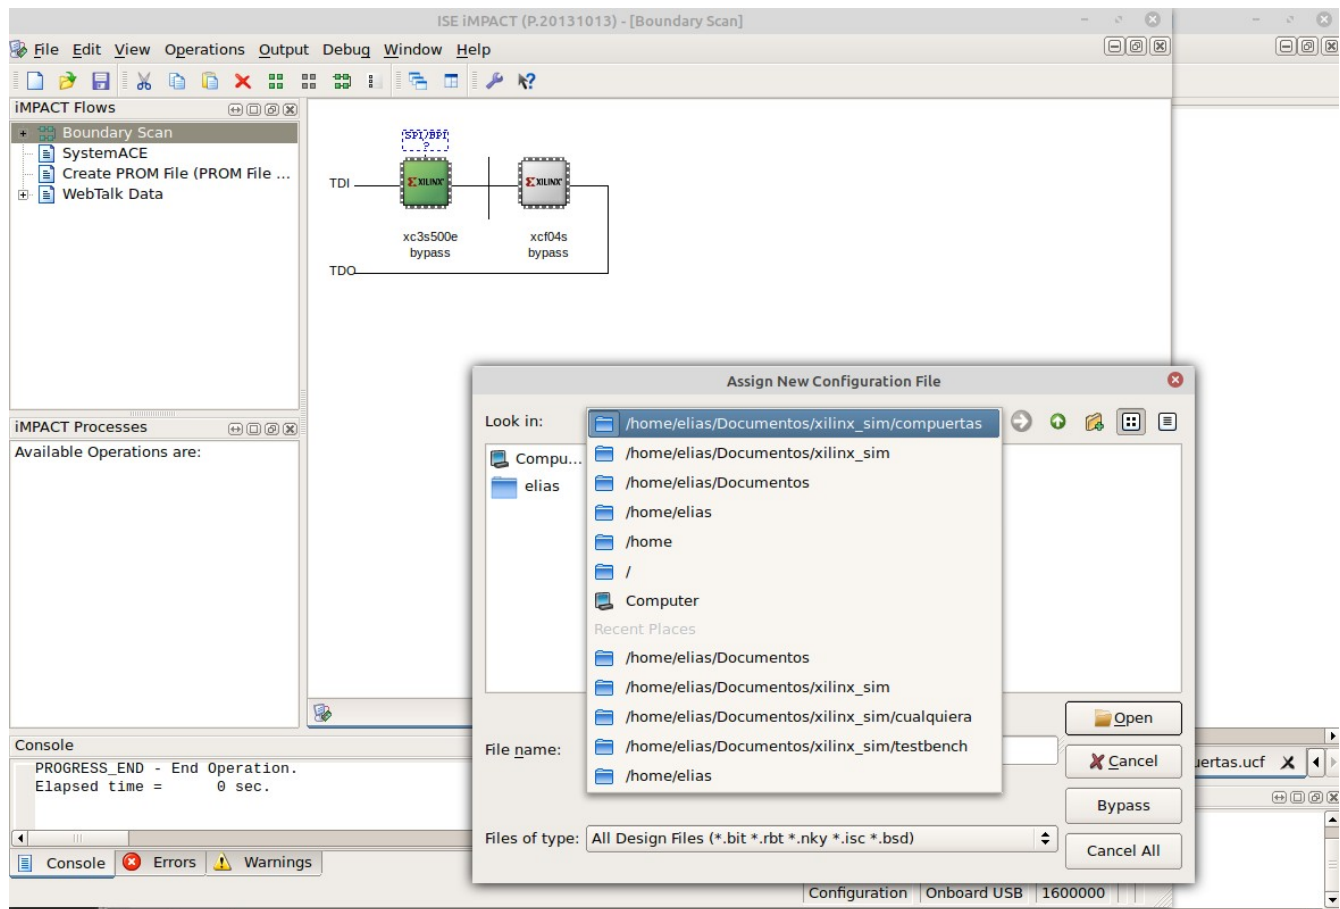 ISE iMPACT (P.20131013) - [Boundary Scan]
File Edit View Operations Output Debug Window Help
iMPACT Flows
Boundary Scan
SystemACE
Create PROM File (PROM File ...
WebTalk Data
SPI/BPI
?
TDI
XILINX XILINX
xc3s500e xcf04s
bypass bypass
TDO
iMPACT Processes
Available Operations are:
Assign New Configuration File
Look in:
/home/elias/Documentos/xilinx_sim/compuertas
/home/elias/Documentos/xilinx_sim
/home/elias/Documentos
/home/elias
/home
/
Computer
Recent Places
/home/elias/Documentos
/home/elias/Documentos/xilinx_sim
/home/elias/Documentos/xilinx_sim/cualquiera
/home/elias/Documentos/xilinx_sim/testbench
/home/elias
Compu...
elias
File name:
Files of type: All Design Files (*.bit *.rbt *.nky *.isc *.bsd)
Open
Cancel
Bypass
Cancel All
uertas.ucf
Console
PROGRESS_END - End Operation.
Elapsed time = 0 sec.
Console Errors Warnings
Configuration Onboard USB 1600000